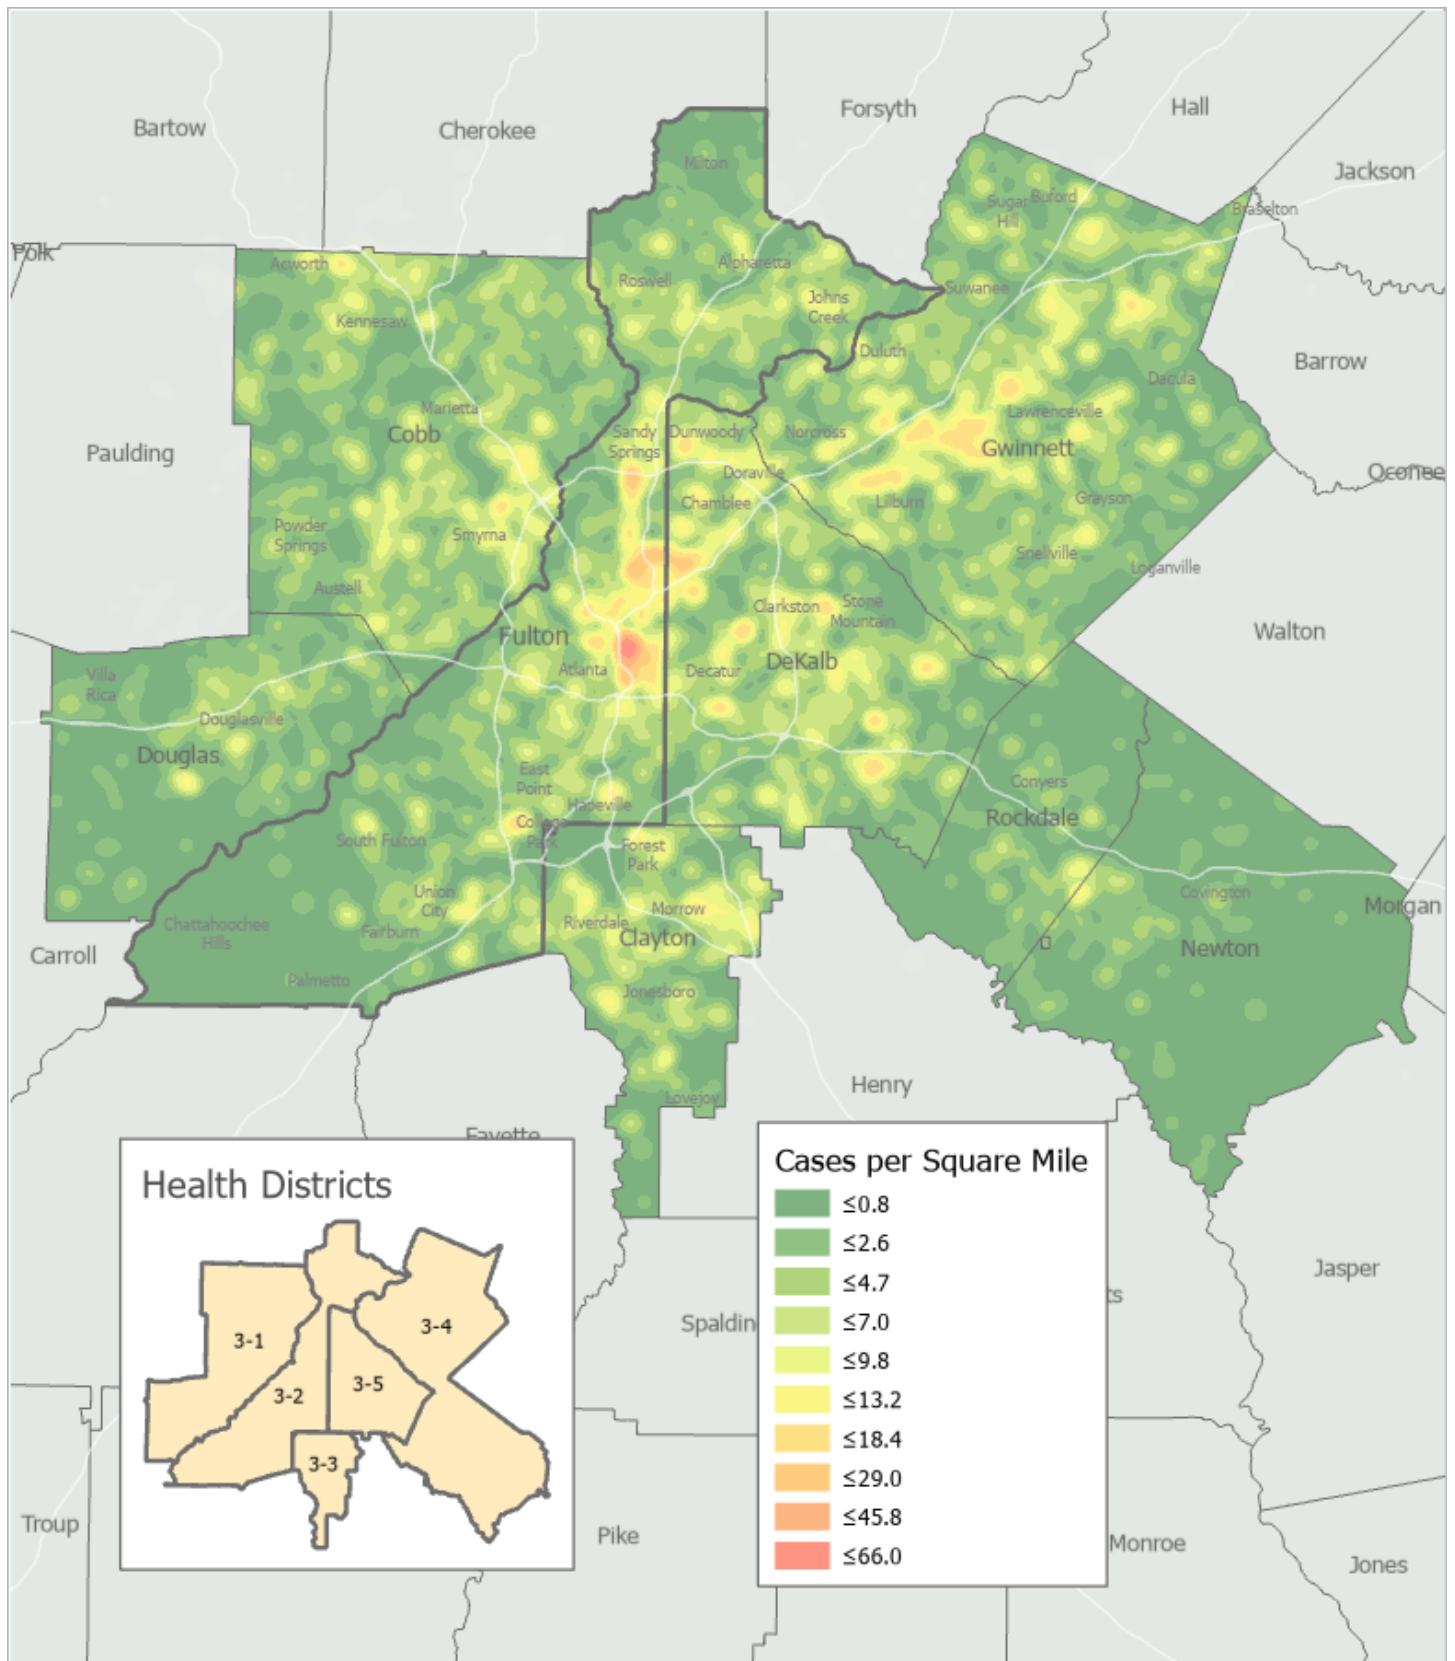 Forsyth
Hall
Bartow
Cherokee
Jackson
Milton
Sugar
Hill
Buford
Braselton
Polk
Acworth
Alpharetta
Roswell
Suwanee
Johns
Creek
Kennesaw
Duluth
Barrow
Dacula
Marietta
Lawrenceville
Cobb
Sandy
Springs
Dunwoody
Norcross
Gwinnett
Paulding
Doraville
Oconee
Chamblee
Lilburn
Grayson
Powder
Springs
Smyrna
Snellville
Loganville
Austell
Clarkston
Stone
Mountain
Fulton
Walton
Atlanta
Decatur
DeKalb
Villa
Rica
Douglasville
Douglas
East
Point
Conyers
Hapeville
Rockdale
College
Park
South Fulton
Forest
Park
Union
City
Covington
Morgan
Morrow
Riverdale
Clayton
Chattahoochee
Hills
Fairburn
Newton
Carroll
Palmetto
Jonesboro
Henry
Lovejoy
Fayette
Cases per Square Mile
≤0.8
≤2.6
≤4.7
≤7.0
≤9.8
≤13.2
≤18.4
≤29.0
≤45.8
≤66.0
Health Districts
3-1
3-2
3-3
3-4
3-5
Jasper
ts
Spaldin
Troup
Pike
Monroe
Jones